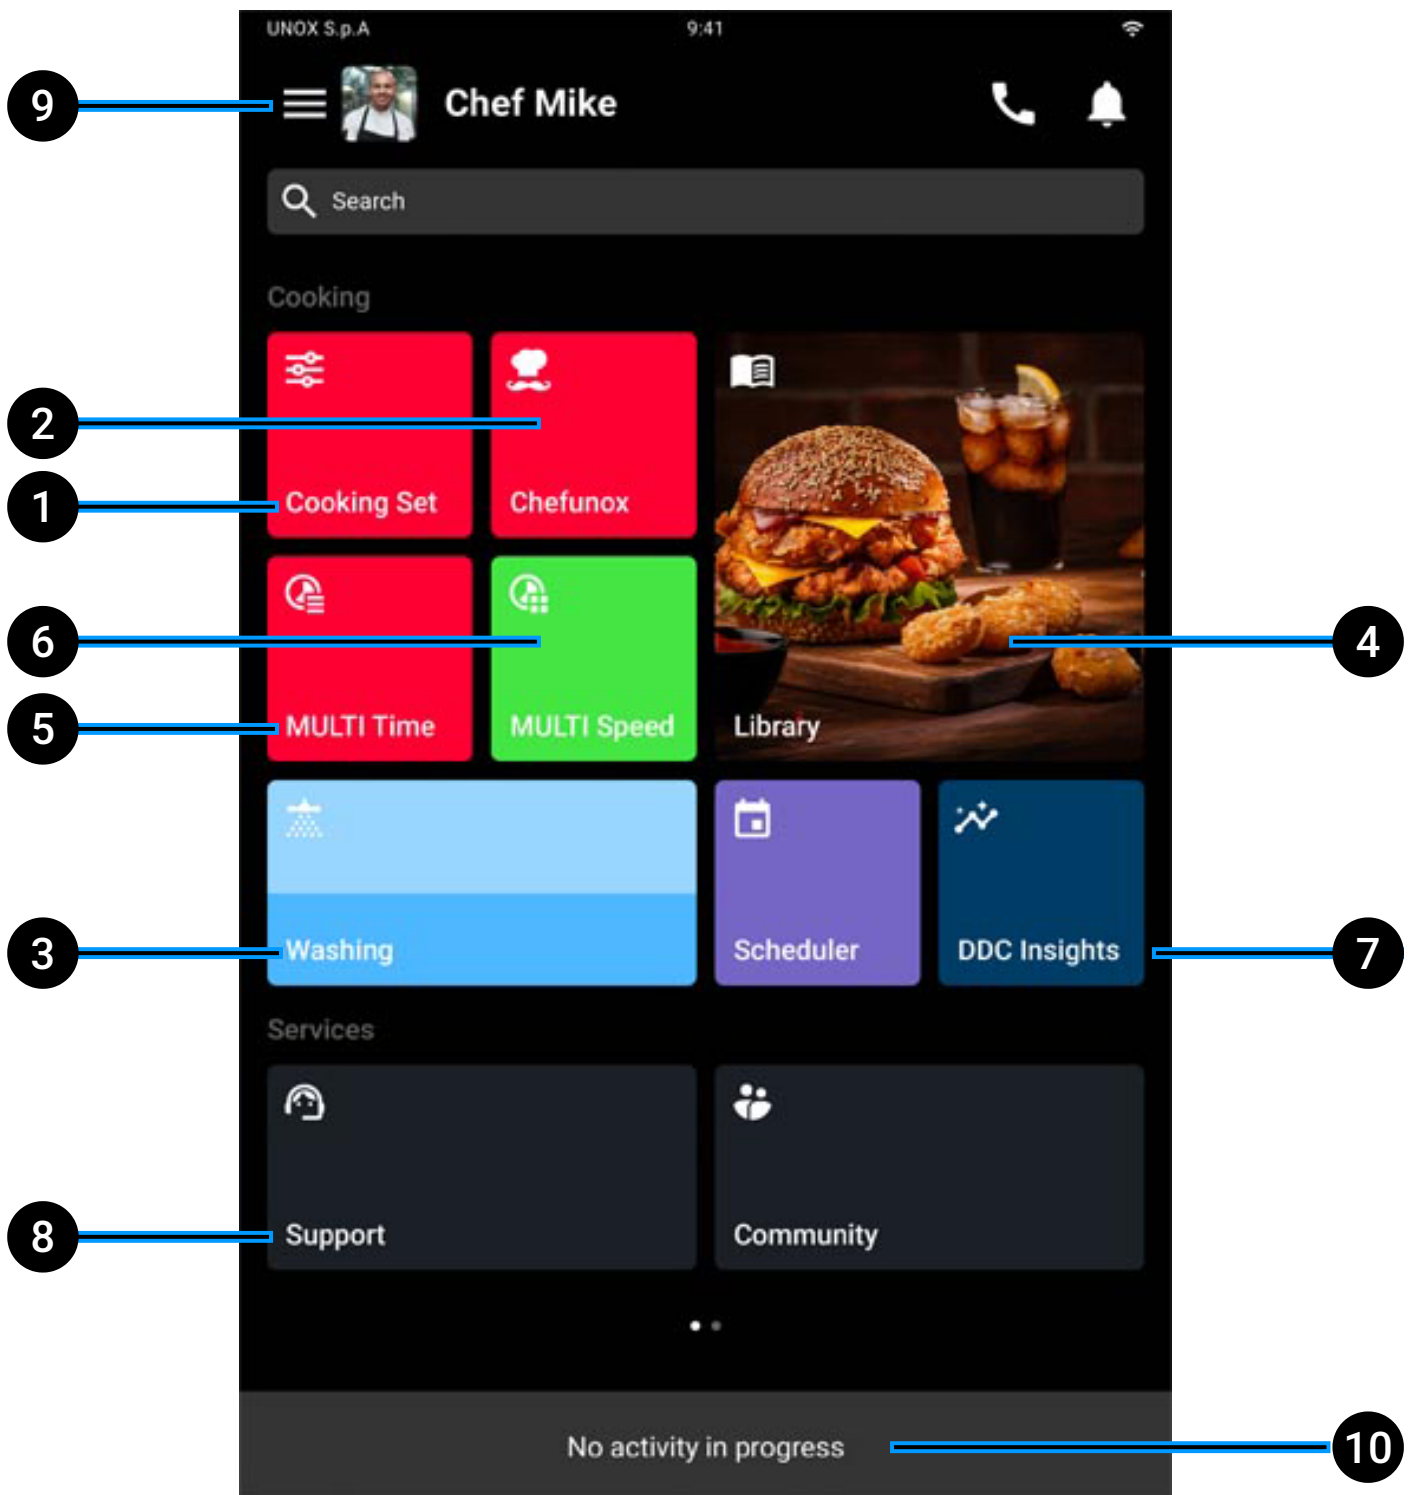 UNOX S.p.A 9:41
9 Chef Mike
Search
Cooking
2
1 Cooking Set Chefunox
6 4
5 MULTI Time MULTI Speed Library
3 Washing Scheduler DDC Insights 7
Services
8 Support Community
No activity in progress 10